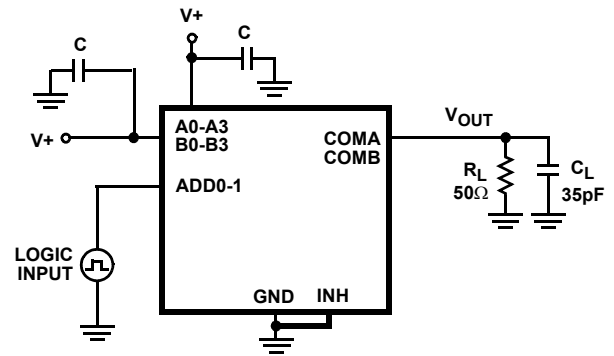 V+
C
C
V+
A0-A3
B0-B3
COMA
COMB
VOUT
ADD0-1
RL
50Ω
CL
35pF
LOGIC
INPUT
GND
INH